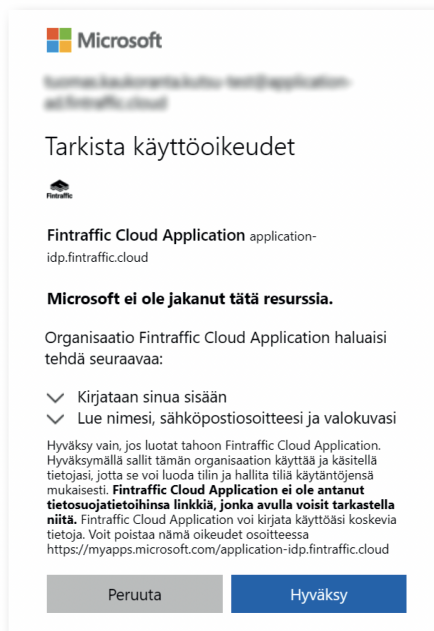 Microsoft
Tarkista käyttöoikeudet
Fintraffic
Fintraffic Cloud Application application-
idp.fintraffic.cloud
Microsoft ei ole jakanut tätä resurssia.
Organisaatio Fintraffic Cloud Application haluaisi
tehdä seuraavaa:
Kirjataan sinua sisään
Lue nimesi, sähköpostiosoitteesi ja valokuvasi
Hyväksy vain, jos luotat tahoon Fintraffic Cloud Application.
Hyväksymällä sallit tämän organisaation käyttää ja käsitellä
tietojasi, jotta se voi luoda tilin ja hallita tiliä käytäntöjensä
mukaisesti. Fintraffic Cloud Application ei ole antanut
tietosuojatietoihinsa linkkiä, jonka avulla voisit tarkastella
niitä. Fintraffic Cloud Application voi kirjata käyttöäsi koskevia
tietoja. Voit poistaa nämä oikeudet osoitteessa
https://myapps.microsoft.com/application-idp.fintraffic.cloud
Peruuta
Hyväksy